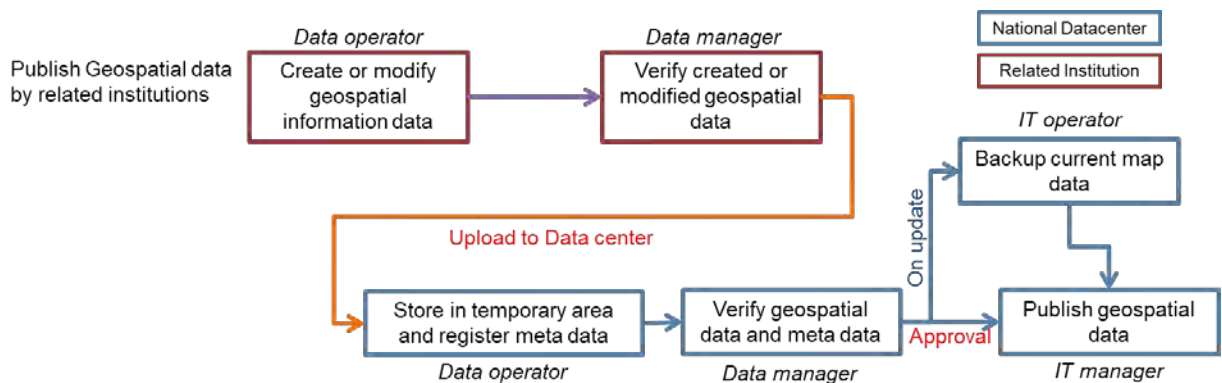 Publish Geospatial data
by related institutions
Data operator
Create or modify
geospatial
information data
Data manager
Verify created or
modified geospatial
data
National Datacenter
Related Institution
IT operator
Backup current map
data
On update
Upload to Data center
Store in temporary area
and register meta data
Data operator
Verify geospatial
data and meta data
Data manager
Approval
Publish geospatial
data
IT manager